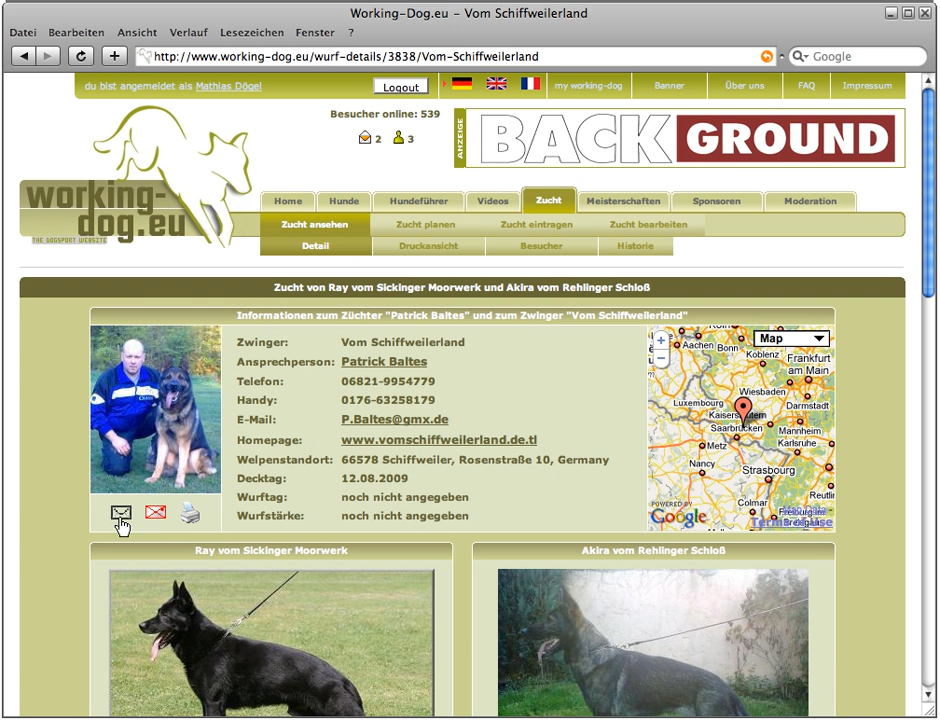 Working-Dog.eu - Vom Schiffweilerland
Datei Bearbeiten Ansicht Verlauf Lesezeichen Fenster ?
http://www.working-dog.eu/wurf-details/3838/Vom-Schiffweilerland
Google
du bist angemeldet als Mathias Dögel
Logout
my working-dog Banner Über uns FAQ Impressum
Besucher online: 539
2 3
ANZEIGE
BACKGROUND
working-
dog.eu
THE DOGSPORT WEBSITE
Home Hunde Hundeführer Videos Zucht Meisterschaften Sponsoren Moderation
Zucht ansehen Zucht planen Zucht eintragen Zucht bearbeiten
Detail Druckansicht Besucher Historie
Zucht von Ray vom Sickinger Moorwerk und Akira vom Rehlinger Schloß
Informationen zum Züchter "Patrick Baltes" und zum Zwinger "Vom Schiffweilerland"
Zwinger: Vom Schiffweilerland
Ansprechperson: Patrick Baltes
Telefon: 06821-9954779
Handy: 0176-63258179
E-Mail: P.Baltes@gmx.de
Homepage: www.vomschiffweilerland.de.tl
Welpenstandort: 66578 Schiffweiler, Rosenstraße 10, Germany
Decktag: 12.08.2009
Wurftag: noch nicht angegeben
Wurfstärke: noch nicht angegeben
Map
Aachen
Bonn
Koblenz
Frankfurt
am Main
Wiesbaden
Luxembourg
Darmstadt
Saarbrücken
Mannheim
Metz
Karlsruhe
Nancy
Strasbourg
Colmar
POWERED BY
Google
Terms of Use
Ray vom Sickinger Moorwerk
Akira vom Rehlinger Schloß